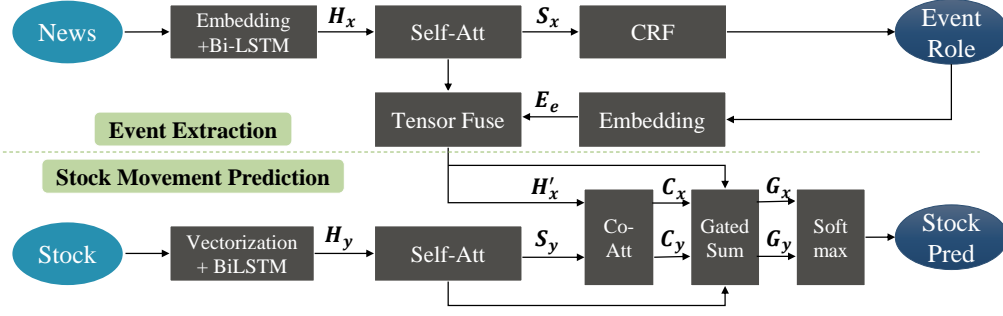 News
Embedding
+Bi-LSTM
H_x
Self-Att
S_x
CRF
Event
Role
Tensor Fuse
E_e
Embedding
Event Extraction
Stock Movement Prediction
H'_x
C_x
G_x
Stock
Vectorization
+ BiLSTM
H_y
Self-Att
S_y
Co-
Att
C_y
Gated
Sum
G_y
Soft
max
Stock
Pred